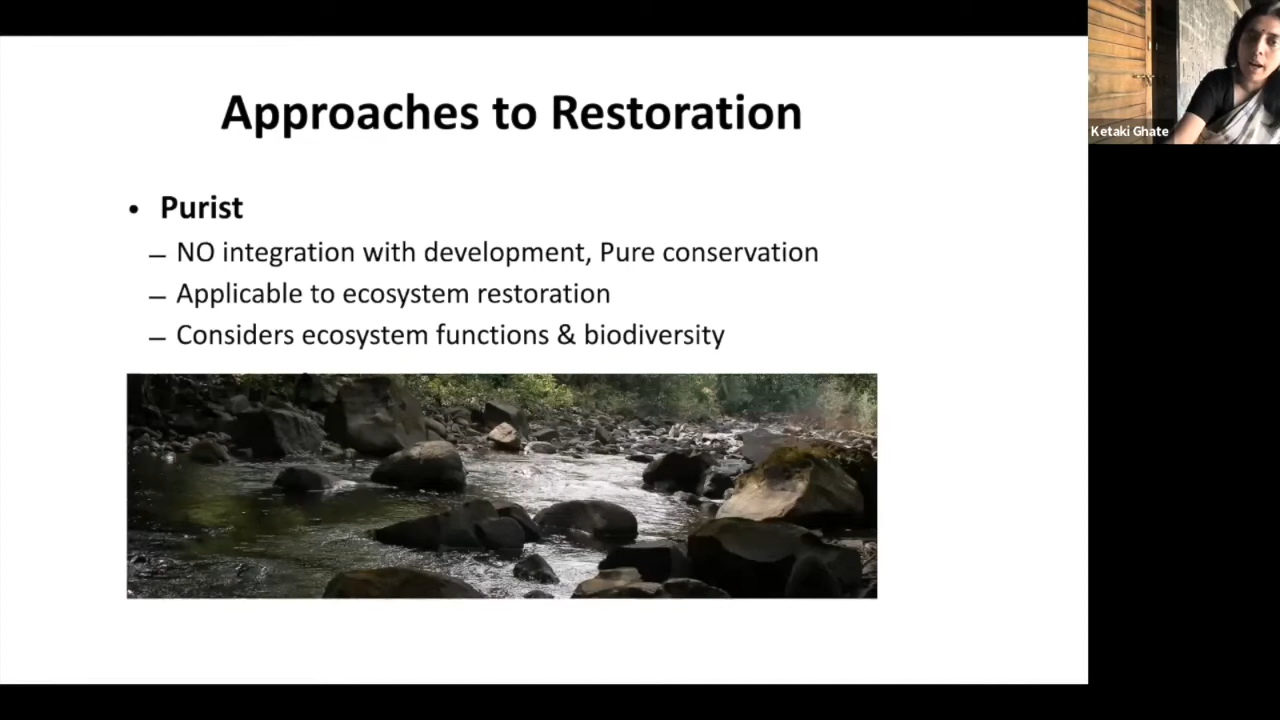 Approaches to Restoration
• Purist
– NO integration with development, Pure conservation
– Applicable to ecosystem restoration
– Considers ecosystem functions & biodiversity
Ketaki Ghate